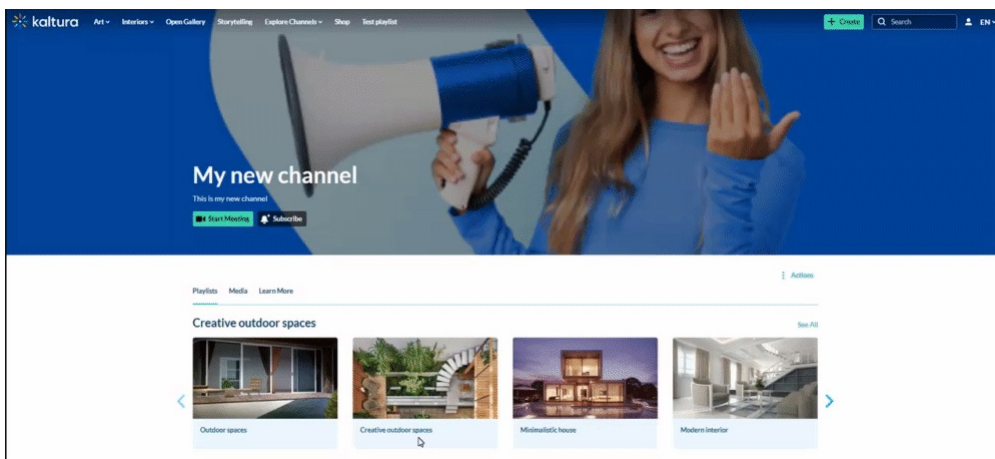 kaltura
Art Interiors Open Gallery Storytelling Explore Channels Shop Test playlist
+ Create Search EN
My new channel
This is my new channel
Start Meeting Subscribe
Actions
Playlists Media Learn More
Creative outdoor spaces
See All
Outdoor spaces Creative outdoor spaces Minimalistic house Modern interior